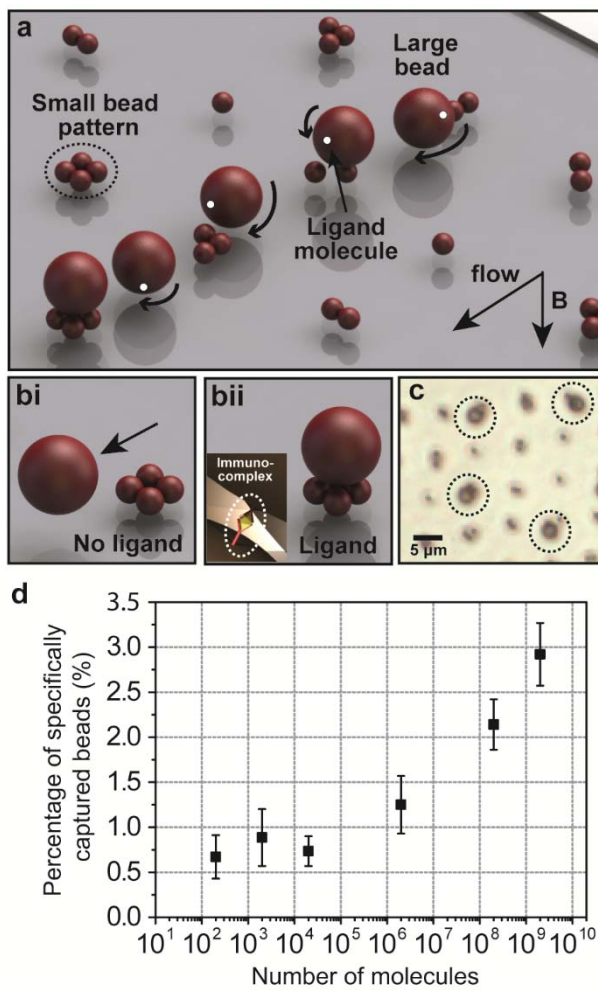 a
Large
bead
Small bead
pattern
Ligand
molecule
flow
B
bi
No ligand
bii
Immuno-
complex
Ligand
c
5 µm
d
Percentage of specifically
captured beads (%)
3.5
3.0
2.5
2.0
1.5
1.0
0.5
0.0
10¹ 10² 10³ 10⁴ 10⁵ 10⁶ 10⁷ 10⁸ 10⁹ 10¹⁰
Number of molecules